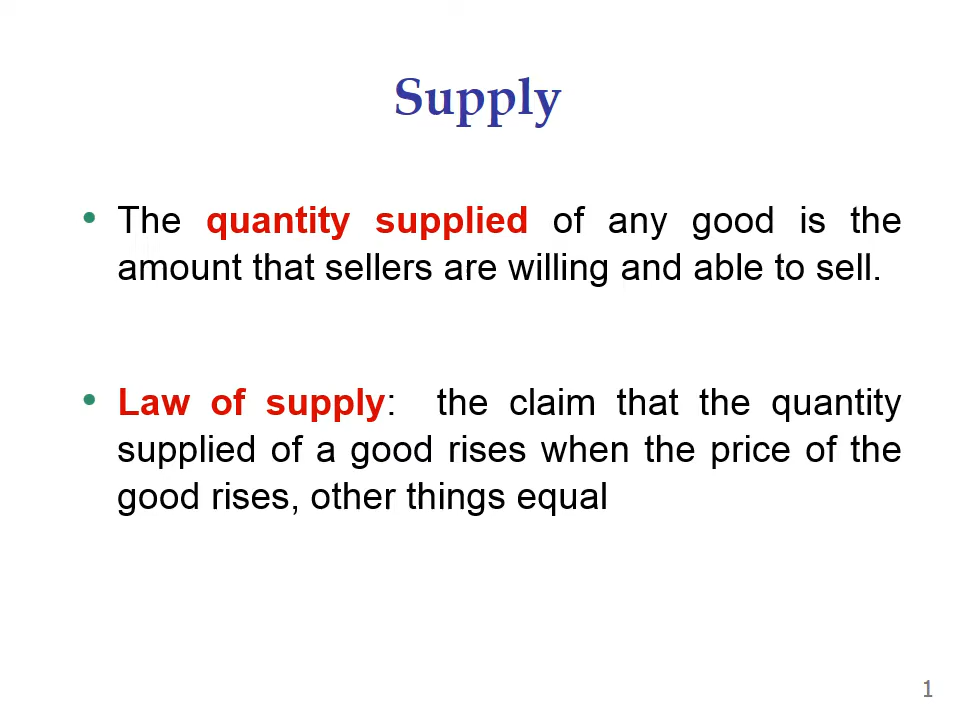 Supply
• The quantity supplied of any good is the
amount that sellers are willing and able to sell.
• Law of supply: the claim that the quantity
supplied of a good rises when the price of the
good rises, other things equal
1